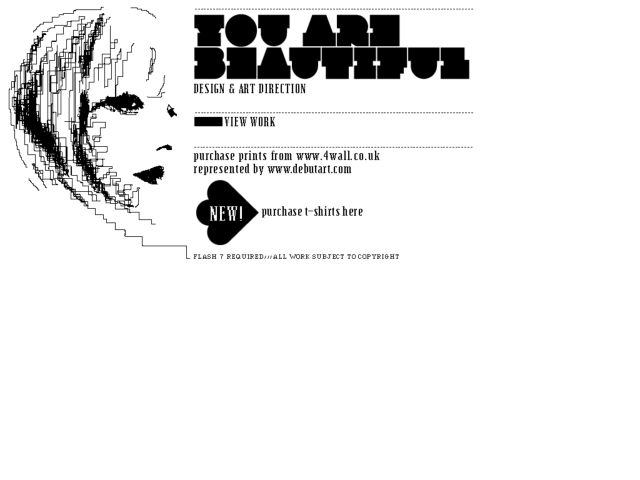 YOU ARE
BEAUTIFUL
DESIGN & ART DIRECTION
VIEW WORK
purchase prints from www.4wall.co.uk
represented by www.debutart.com
NEW!
purchase t-shirts here
FLASH 7 REQUIRED///ALL WORK SUBJECT TO COPYRIGHT